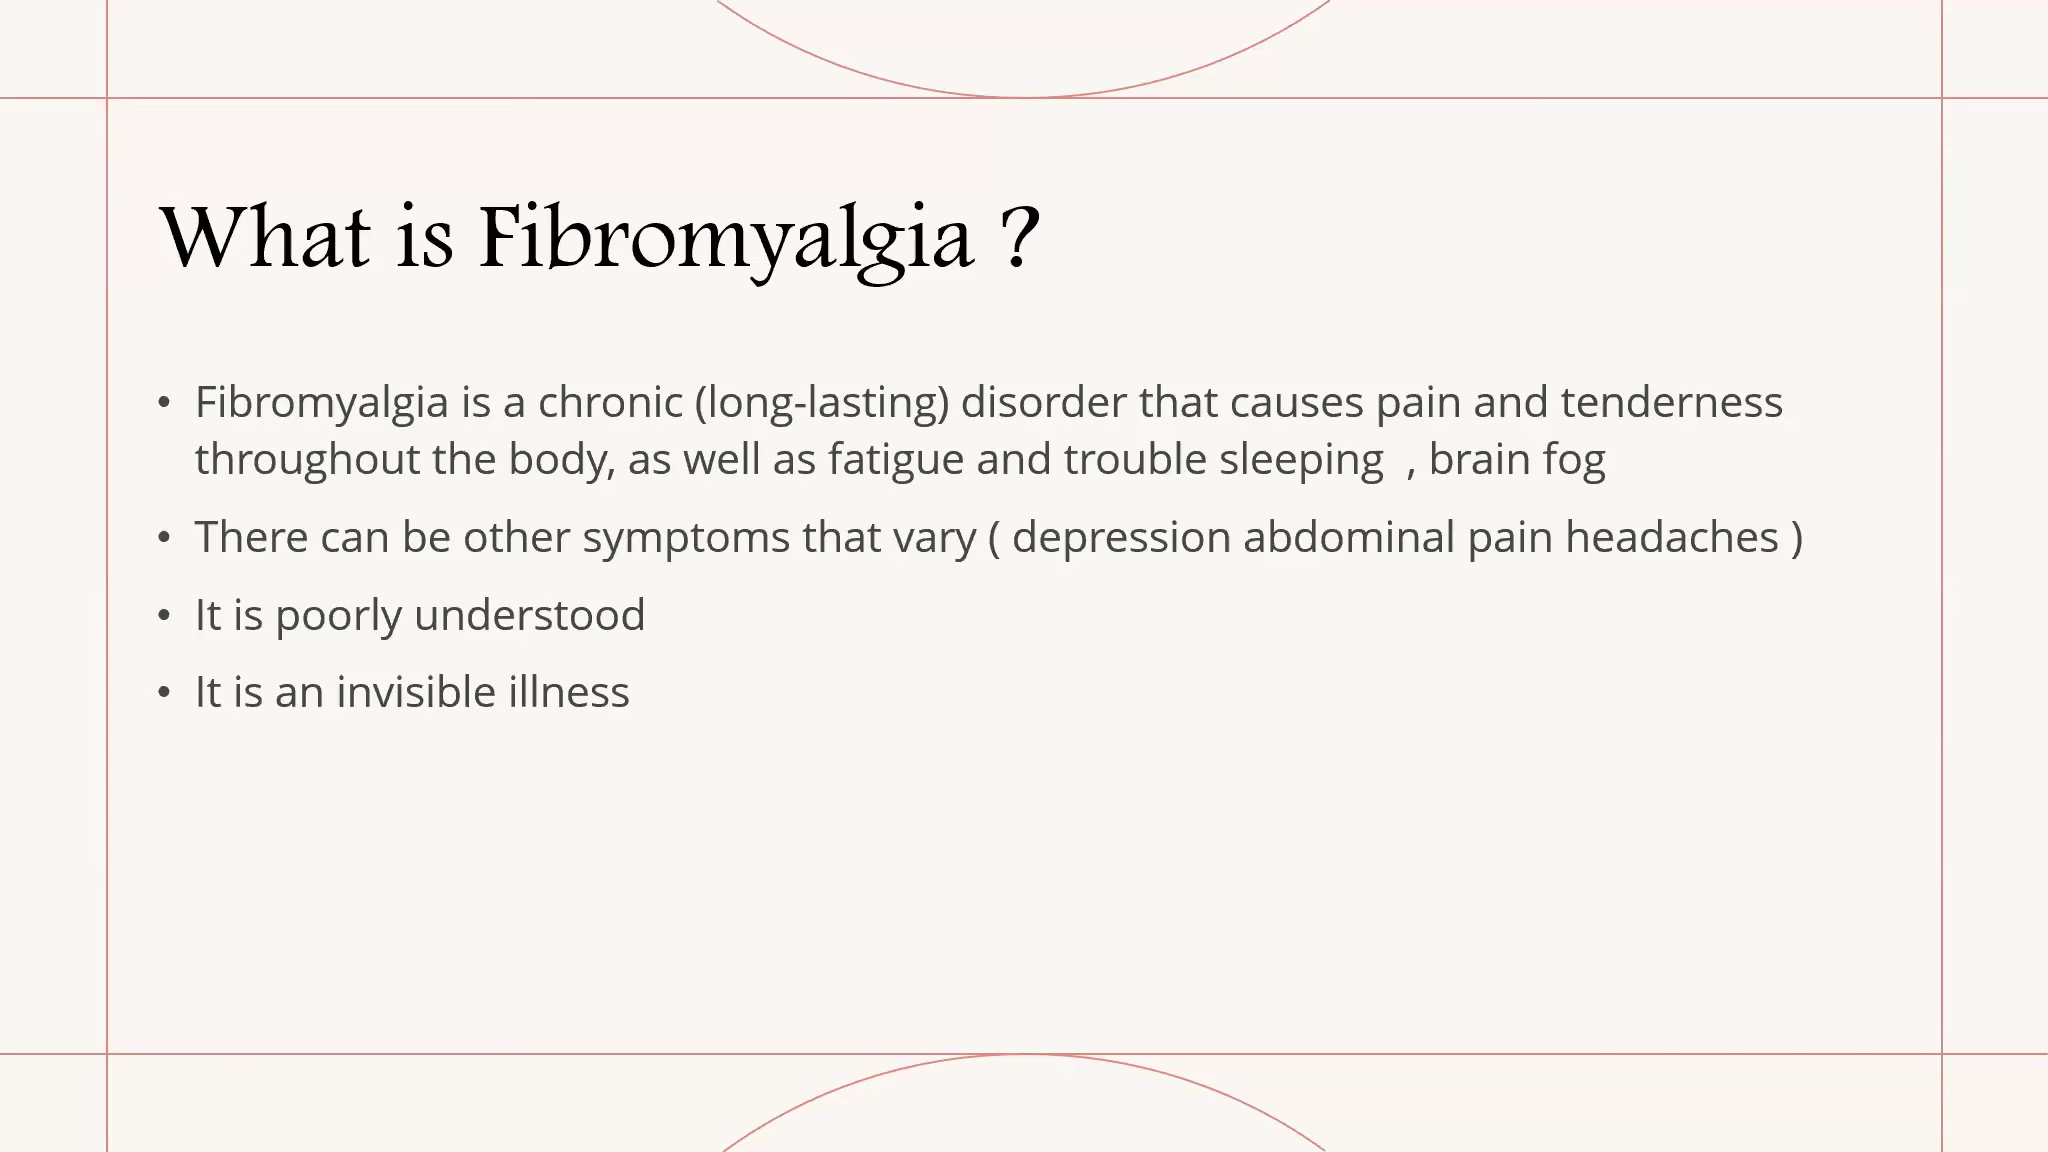 What is Fibromyalgia ?
• Fibromyalgia is a chronic (long-lasting) disorder that causes pain and tenderness
throughout the body, as well as fatigue and trouble sleeping  , brain fog
• There can be other symptoms that vary ( depression abdominal pain headaches )
• It is poorly understood
• It is an invisible illness